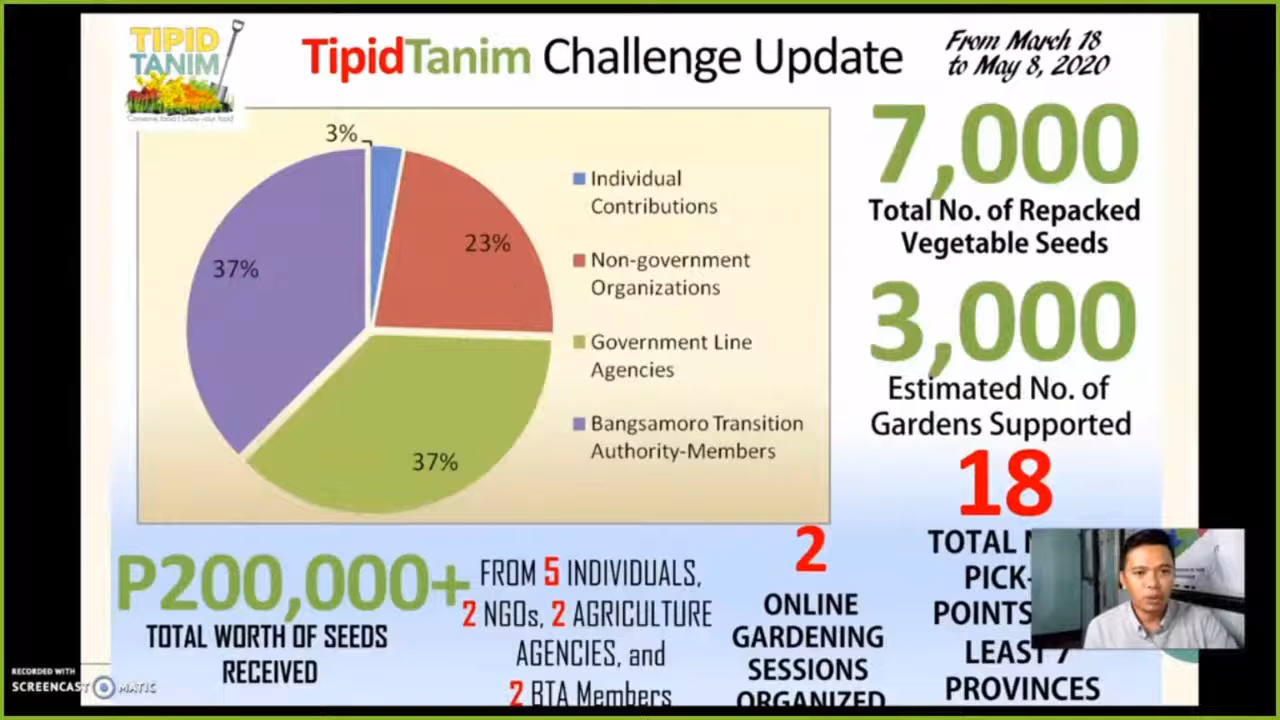 TIPID
TANIM
TipidTanim Challenge Update
From March 18
to May 8, 2020
3%
23%
37%
37%
Individual
Contributions
Non-government
Organizations
Government Line
Agencies
Bangsamoro Transition
Authority-Members
7,000
Total No. of Repacked
Vegetable Seeds
3,000
Estimated No. of
Gardens Supported
18
TOTAL
PICK-
POINTS
LEAST 7
PROVINCES
P200,000+
TOTAL WORTH OF SEEDS
RECEIVED
FROM 5 INDIVIDUALS,
2 NGOs, 2 AGRICULTURE
AGENCIES, and
2 BTA Members
2
ONLINE
GARDENING
SESSIONS
ORGANIZED
RECORDED WITH
SCREENCAST MATIC